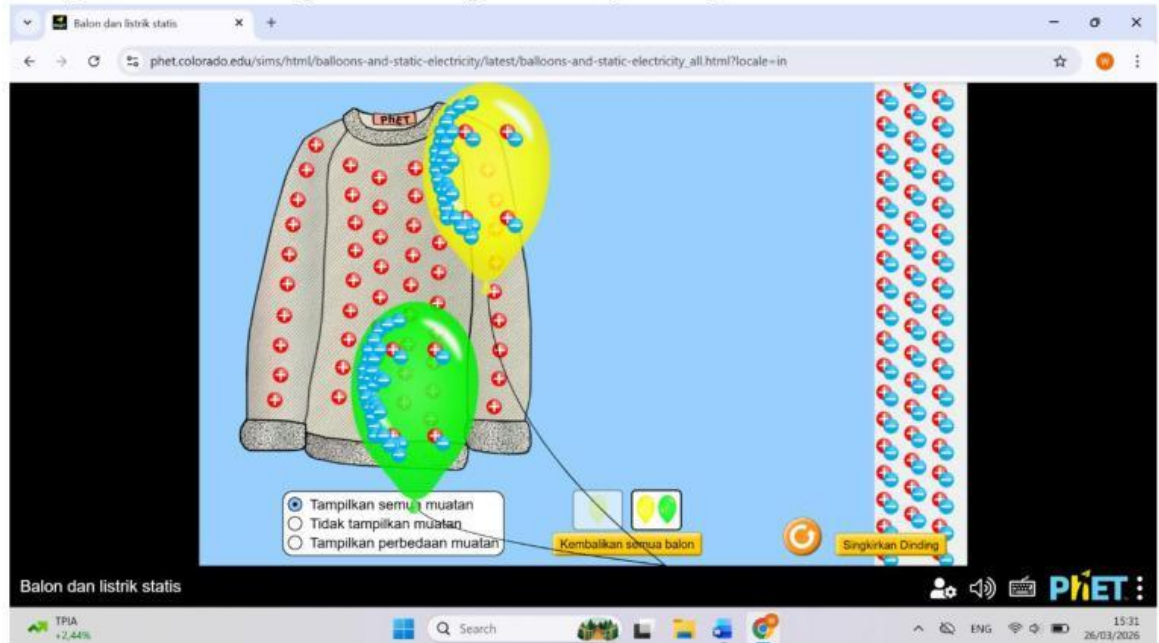 Balon dan listrik statis
phet.colorado.edu/sims/html/balloons-and-static-electricity/latest/balloons-and-static-electricity_all.html?locale=in
W
PhET
Tampilkan semua muatan
Tidak tampilkan muatan
Tampilkan perbedaan muatan
Kembalikan semua balon
Singkirkan Dinding
Balon dan listrik statis
PhET
TPIA
+2,44%
Search
ENG
15:31
26/03/2026